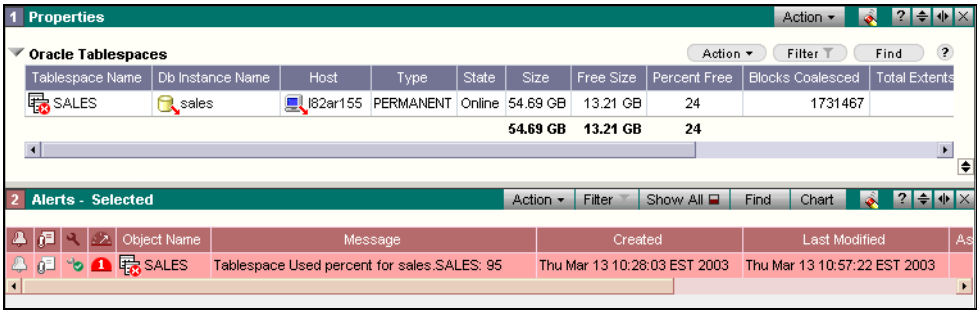 1 Properties Action ?
Oracle Tablespaces Action Filter Find ?
Tablespace Name Db Instance Name Host Type State Size Free Size Percent Free Blocks Coalesced Total Extents
SALES sales l82ar155 PERMANENT Online 54.69 GB 13.21 GB 24 1731467
54.69 GB 13.21 GB 24
2 Alerts - Selected Action Filter Show All Find Chart ?
Object Name Message Created Last Modified As
1 SALES Tablespace Used percent for sales.SALES: 95 Thu Mar 13 10:28:03 EST 2003 Thu Mar 13 10:57:22 EST 2003